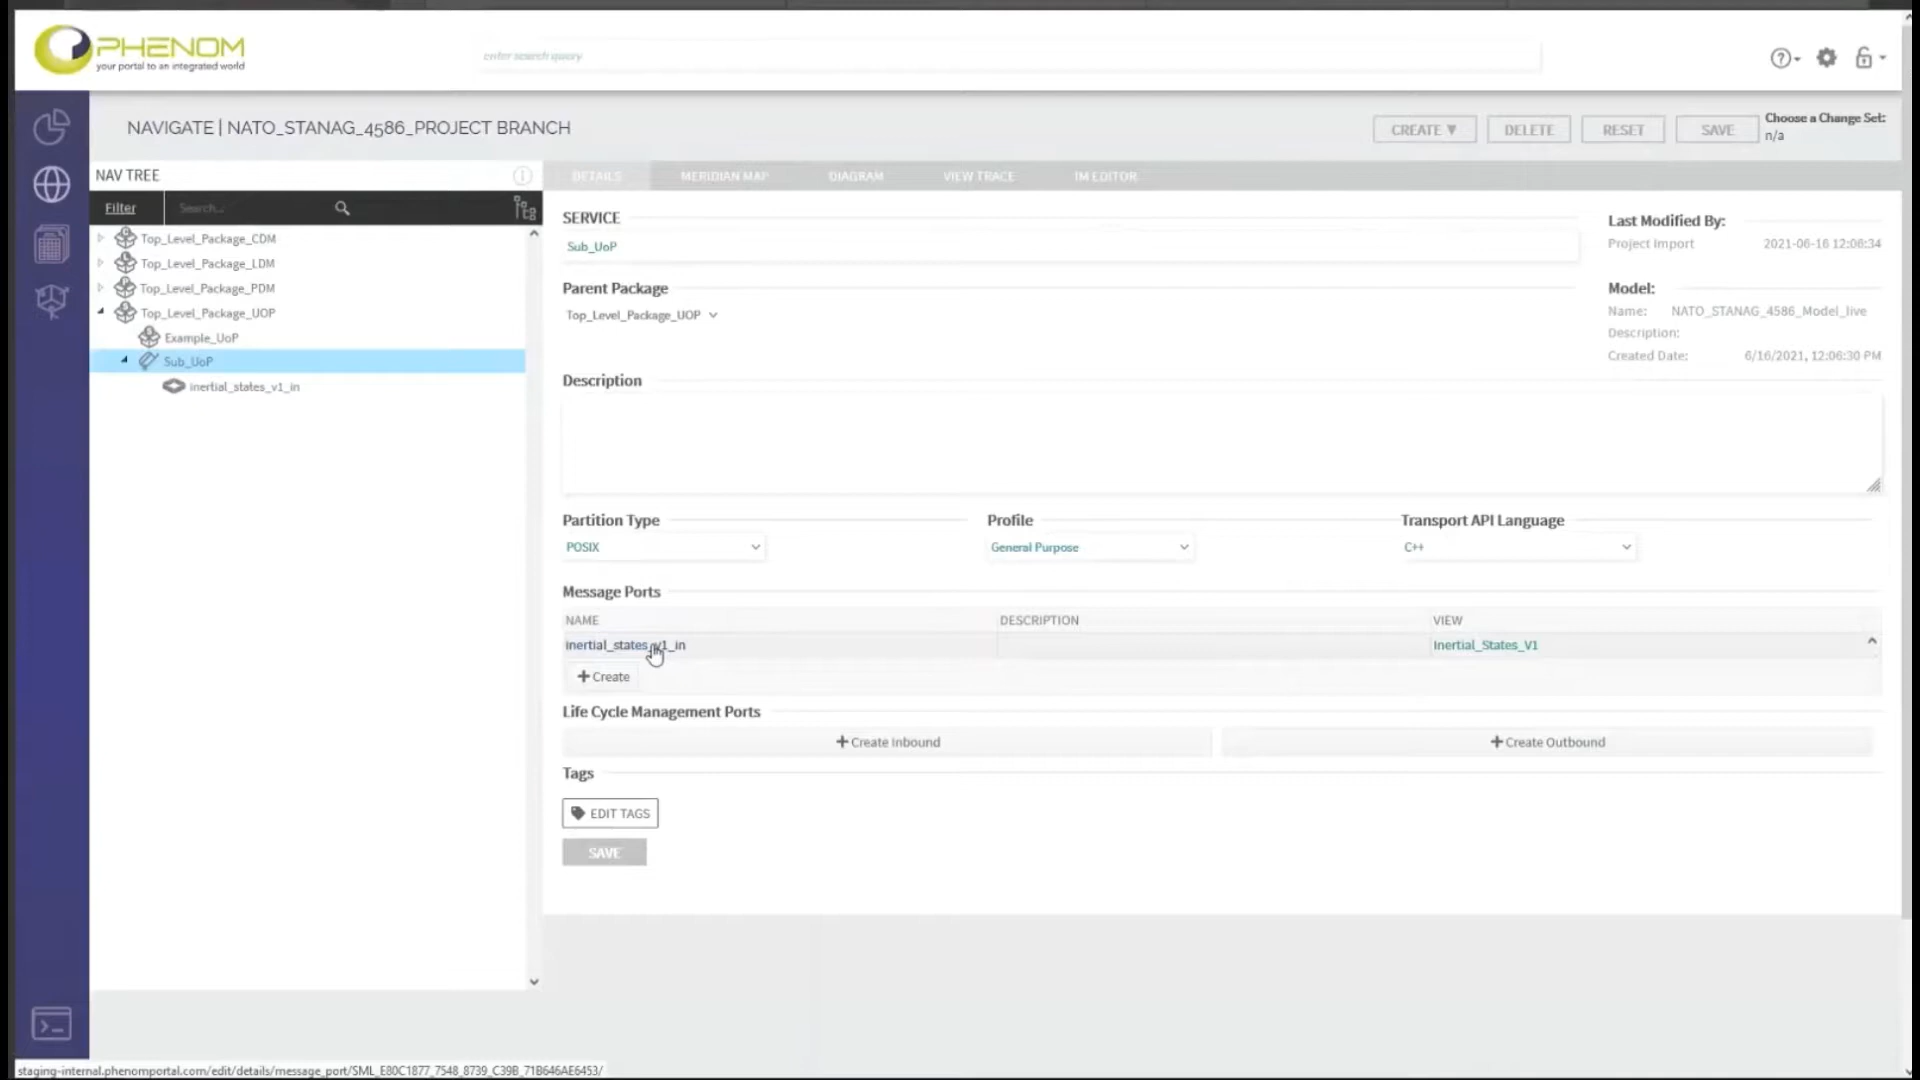 PHENOM
your portal to an integrated world
enter search query
NAVIGATE | NATO_STANAG_4586_PROJECT BRANCH
CREATE ▼
DELETE
RESET
SAVE
Choose a Change Set:
n/a
NAV TREE
DETAILS
MERIDIAN MAP
DIAGRAM
VIEW TRACE
IM EDITOR
Filter
Search...
Top_Level_Package_CDM
Top_Level_Package_LDM
Top_Level_Package_PDM
Top_Level_Package_UOP
Example_UoP
Sub_UoP
inertial_states_v1_in
SERVICE
Sub_UoP
Parent Package
Top_Level_Package_UOP
Last Modified By:
Project Import 2021-06-16 12:06:34
Model:
Name: NATO_STANAG_4586_Model_live
Description:
Created Date: 6/16/2021, 12:06:30 PM
Description
Partition Type
POSIX
Profile
General Purpose
Transport API Language
C++
Message Ports
NAME DESCRIPTION VIEW
inertial_states_v1_in Inertial_States_V1
+ Create
Life Cycle Management Ports
+ Create Inbound
+ Create Outbound
Tags
EDIT TAGS
SAVE
staging-internal.phenomportal.com/edit/details/message_port/SML_E80C1877_7548_8739_C39B_71B646AE6453/